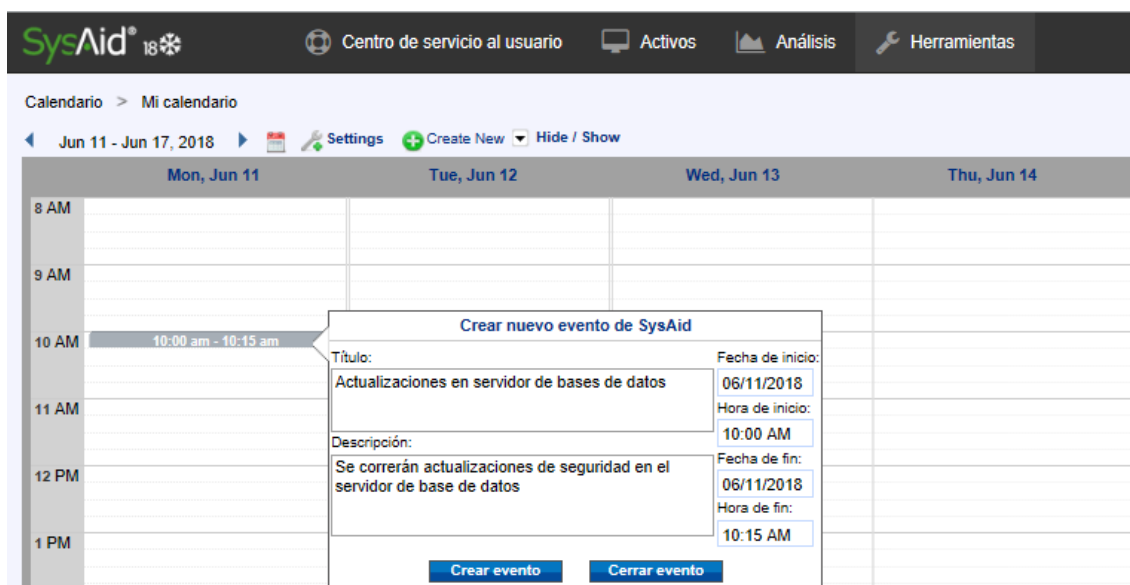 SysAid® 18
Centro de servicio al usuario Activos Análisis Herramientas
Calendario > Mi calendario
Jun 11 - Jun 17, 2018 Settings Create New Hide / Show
Mon, Jun 11 Tue, Jun 12 Wed, Jun 13 Thu, Jun 14
8 AM
9 AM
10 AM
10:00 am - 10:15 am
11 AM
12 PM
1 PM
Crear nuevo evento de SysAid
Título:
Actualizaciones en servidor de bases de datos
Fecha de inicio:
06/11/2018
Hora de inicio:
10:00 AM
Descripción:
Se correrán actualizaciones de seguridad en el
servidor de base de datos
Fecha de fin:
06/11/2018
Hora de fin:
10:15 AM
Crear evento Cerrar evento